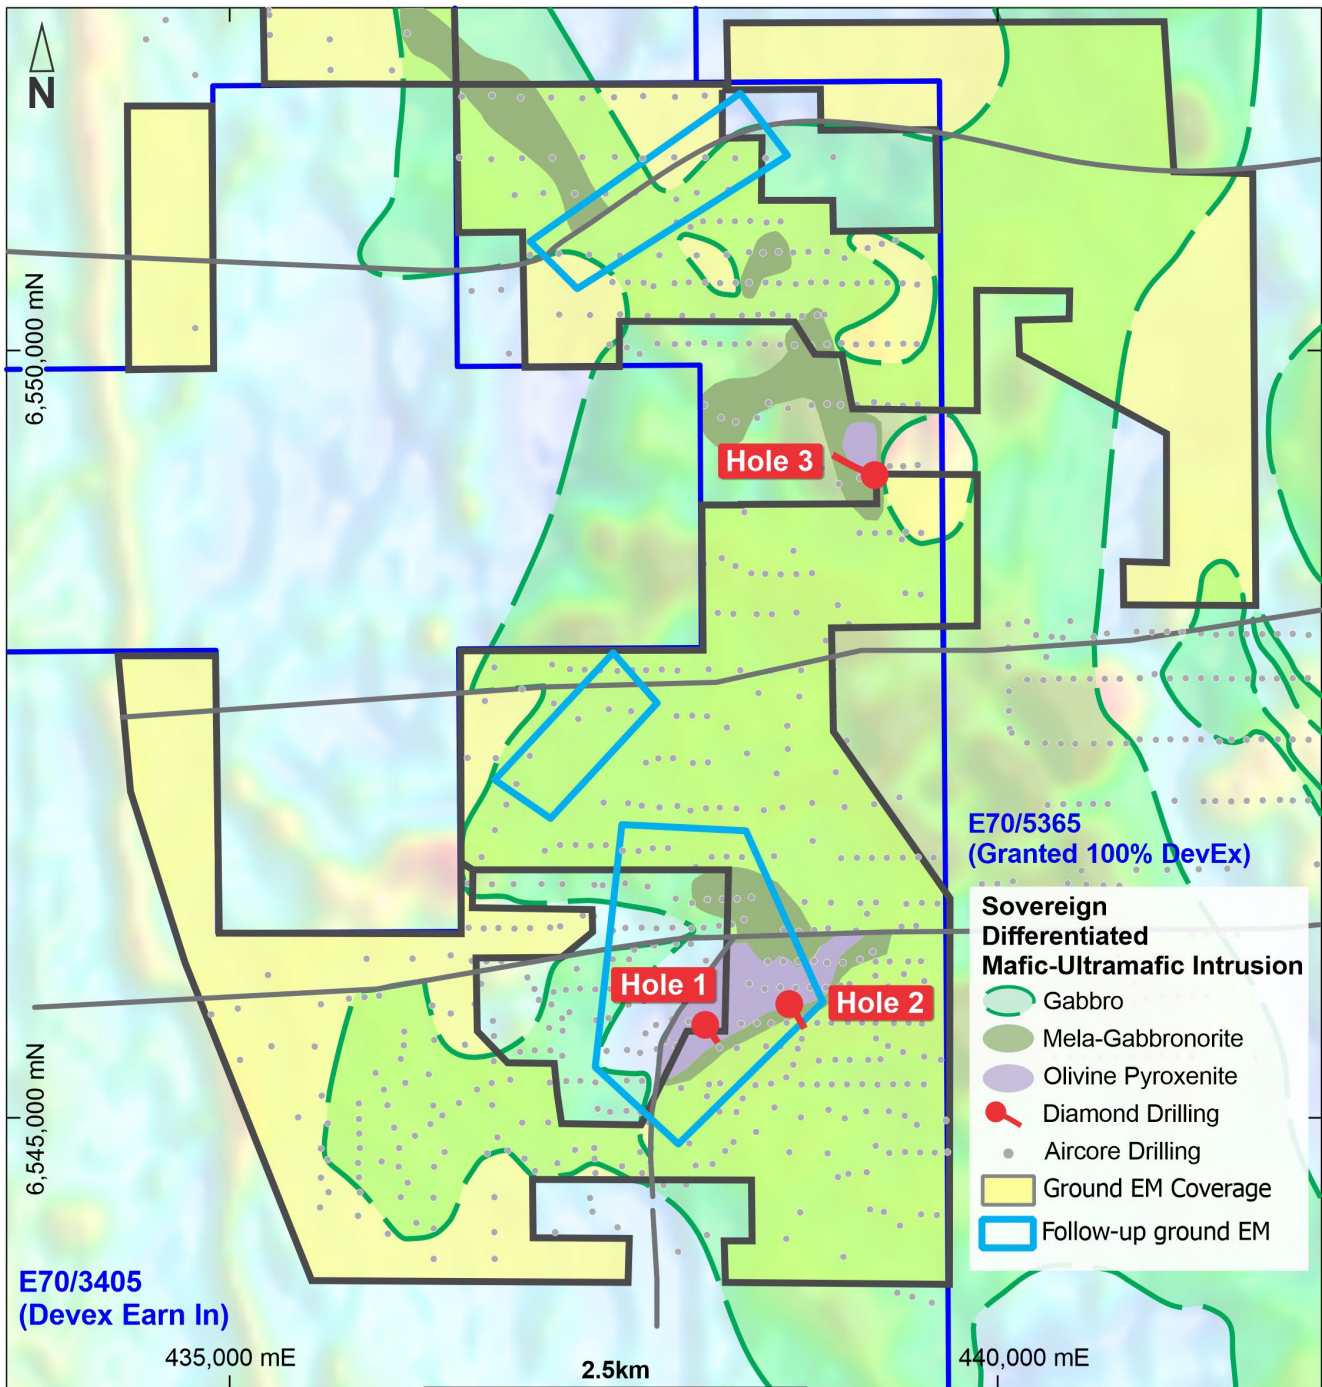 N
6,550,000 mN
Hole 3
E70/5365
(Granted 100% DevEx)
Sovereign
Differentiated
Mafic-Ultramafic Intrusion
Gabbro
Mela-Gabbronorite
Olivine Pyroxenite
Diamond Drilling
Aircore Drilling
Ground EM Coverage
Follow-up ground EM
Hole 1
Hole 2
6,545,000 mN
E70/3405
(Devex Earn In)
435,000 mE
2.5km
440,000 mE